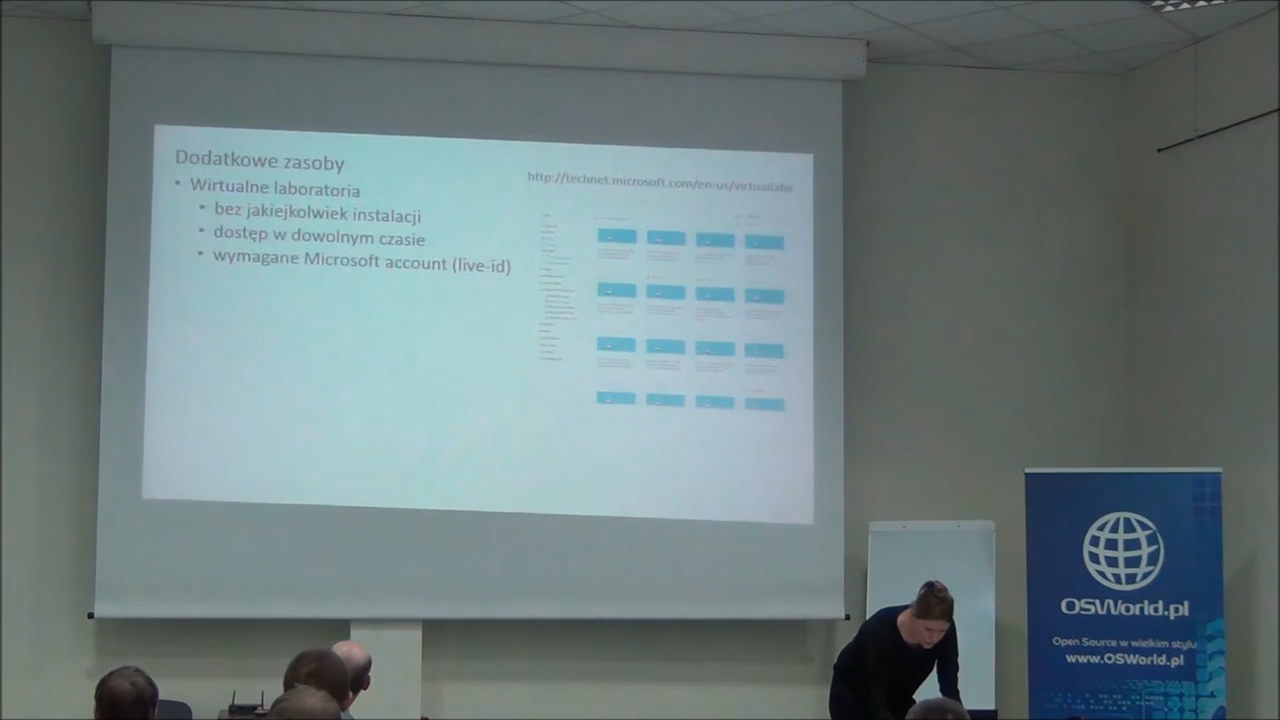 Dodatkowe zasoby
• Wirtualne laboratoria
• bez jakiejkolwiek instalacji
• dostęp w dowolnym czasie
• wymagane Microsoft account (live-id)
http://technet.microsoft.com/en-us/virtuallabs
OSWorld.pl
Open Source w wielkim stylu
www.OSWorld.pl